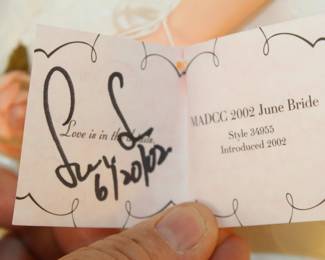 Love is in the
6/20/02
MADCC 2002 June Bride
Style 34955
Introduced 2002